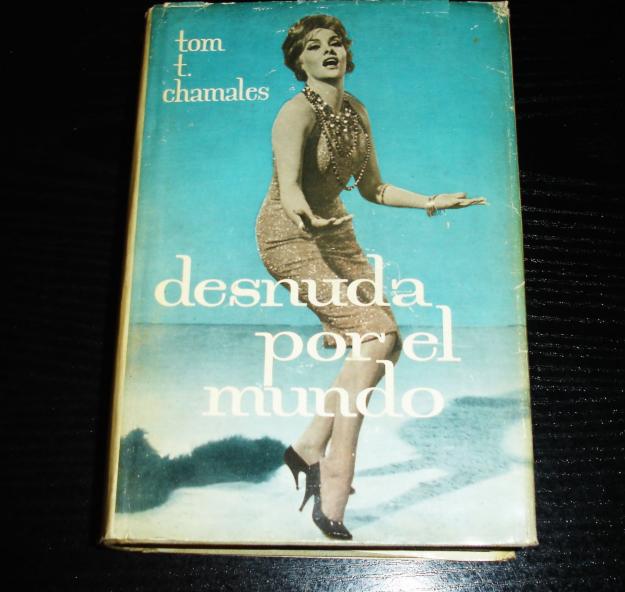 tom
t.
chamales
desnuda
por el
mundo